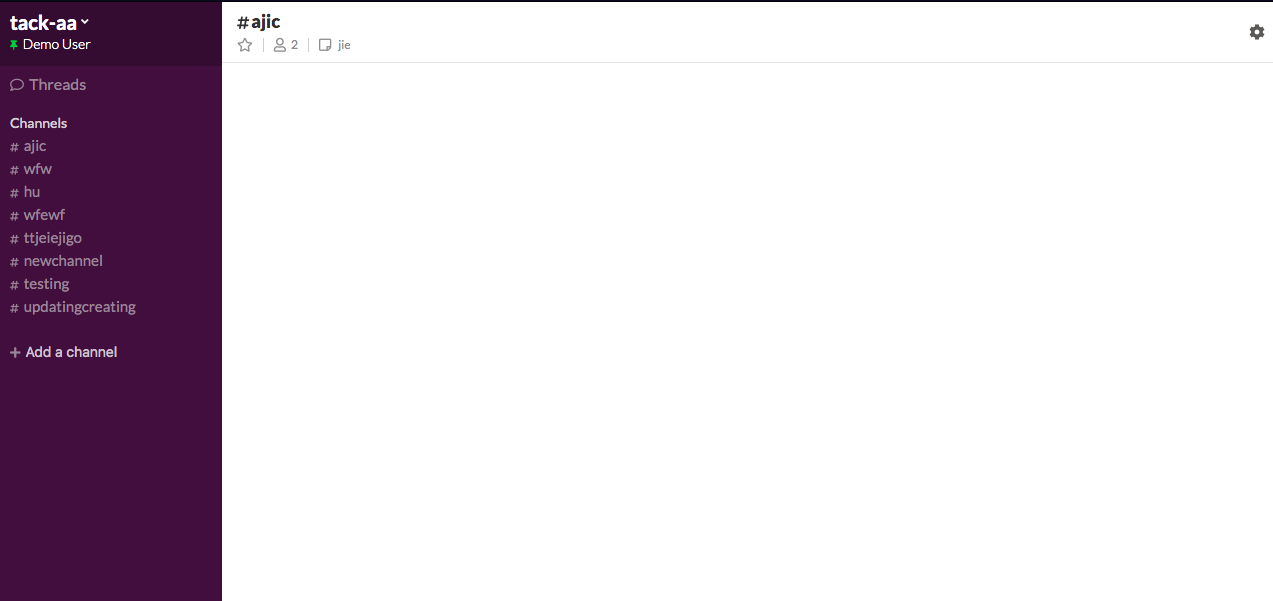 tack-aa
Demo User
Threads
Channels
# ajic
# wfw
# hu
# wfewf
# ttjeiejigo
# newchannel
# testing
# updatingcreating
+ Add a channel
#ajic
2 jie